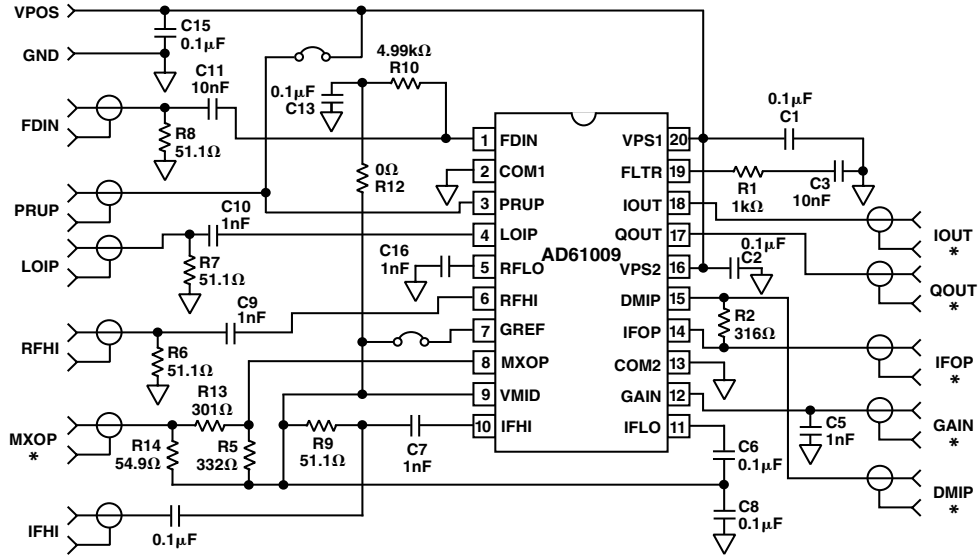 VPOS
C15
0.1μF
GND
C11
10nF
FDIN
R8
51.1Ω
4.99kΩ
R10
0.1μF
C13
0Ω
R12
PRUP
C10
1nF
LOIP
R7
51.1Ω
C16
1nF
C9
1nF
RFHI
R6
51.1Ω
R13
301Ω
MXOP
*
R14
54.9Ω
R5
332Ω
R9
51.1Ω
C7
1nF
IFHI
0.1μF
AD61009
1 FDIN
2 COM1
3 PRUP
4 LOIP
5 RFLO
6 RFHI
7 GREF
8 MXOP
9 VMID
10 IFHI
VPS1 20
FLTR 19
IOUT 18
QOUT 17
VPS2 16
DMIP 15
IFOP 14
COM2 13
GAIN 12
IFLO 11
0.1μF
C1
R1
1kΩ
C3
10nF
IOUT
*
0.1μF
C2
QOUT
*
R2
316Ω
IFOP
*
C5
1nF
GAIN
*
C6
0.1μF
DMIP
*
C8
0.1μF